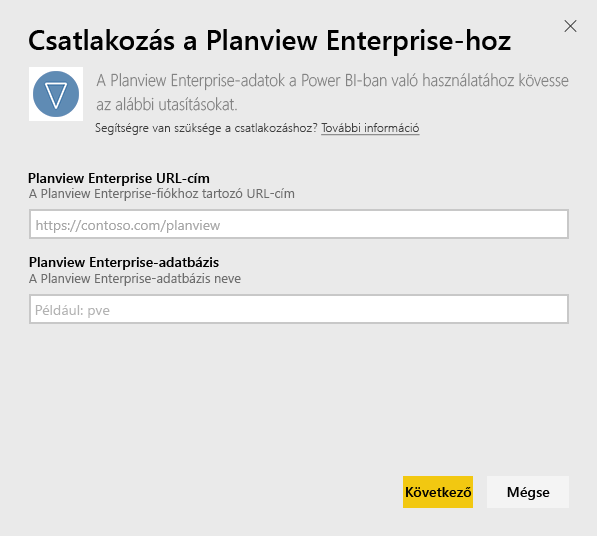 Csatlakozás a Planview Enterprise-hoz
A Planview Enterprise-adatok a Power BI-ban való használatához kövesse
az alábbi utasításokat.
Segítségre van szüksége a csatlakozáshoz? További információ
Planview Enterprise URL-cím
A Planview Enterprise-fiókhoz tartozó URL-cím
https://contoso.com/planview
Planview Enterprise-adatbázis
A Planview Enterprise-adatbázis neve
Például: pve
Következő Mégse